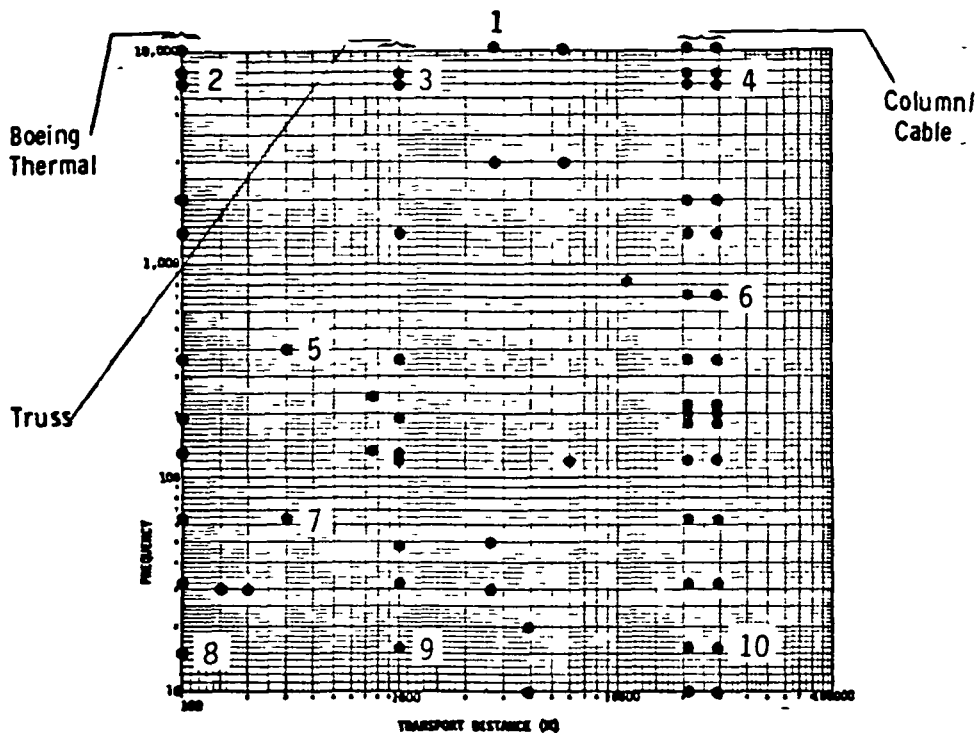 1
10,000
2
3
4
Boeing
Thermal
Column/
Cable
1,000
6
5
Truss
100
7
FREQUENCY
8
9
10
10
100
1000
10000
100000
TRANSPORT DISTANCE (M)